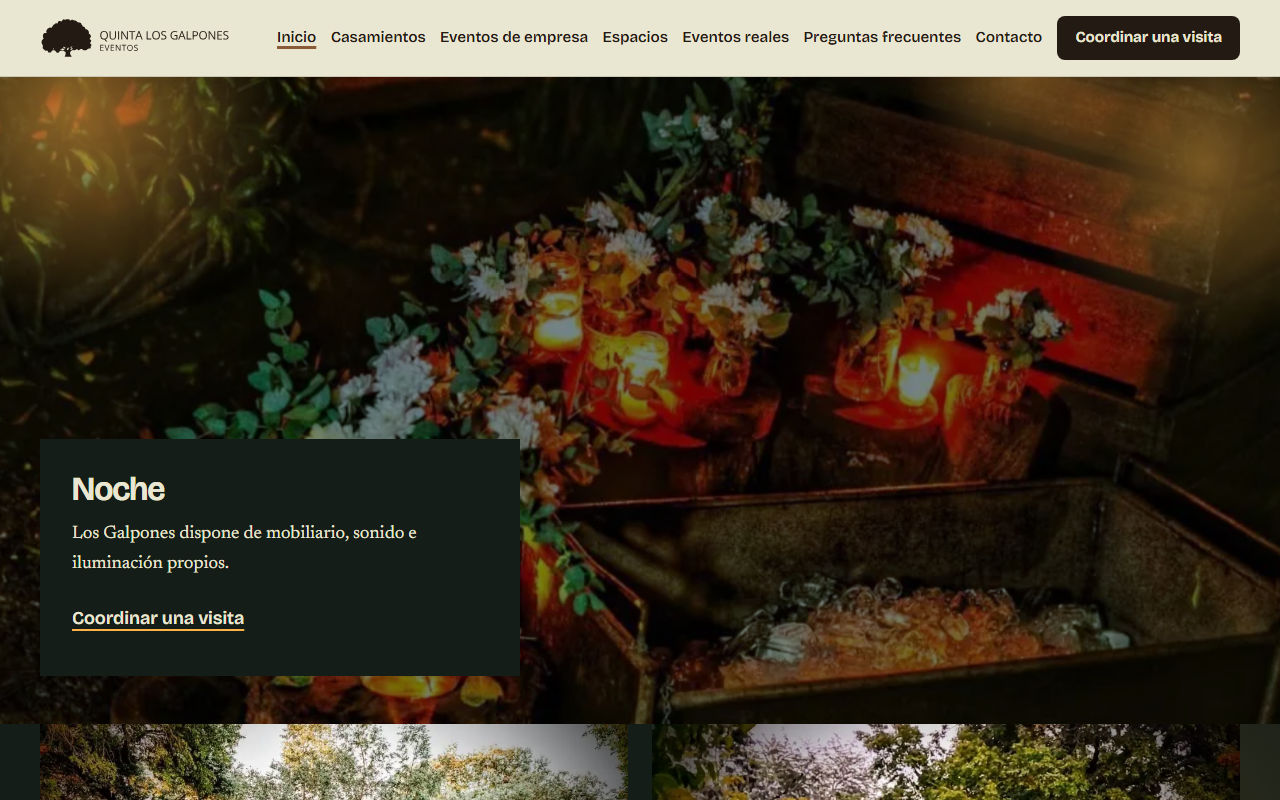 QUINTA LOS GALPONES
EVENTOS
Inicio
Casamientos
Eventos de empresa
Espacios
Eventos reales
Preguntas frecuentes
Contacto
Coordinar una visita
Noche
Los Galpones dispone de mobiliario, sonido e
iluminación propios.
Coordinar una visita